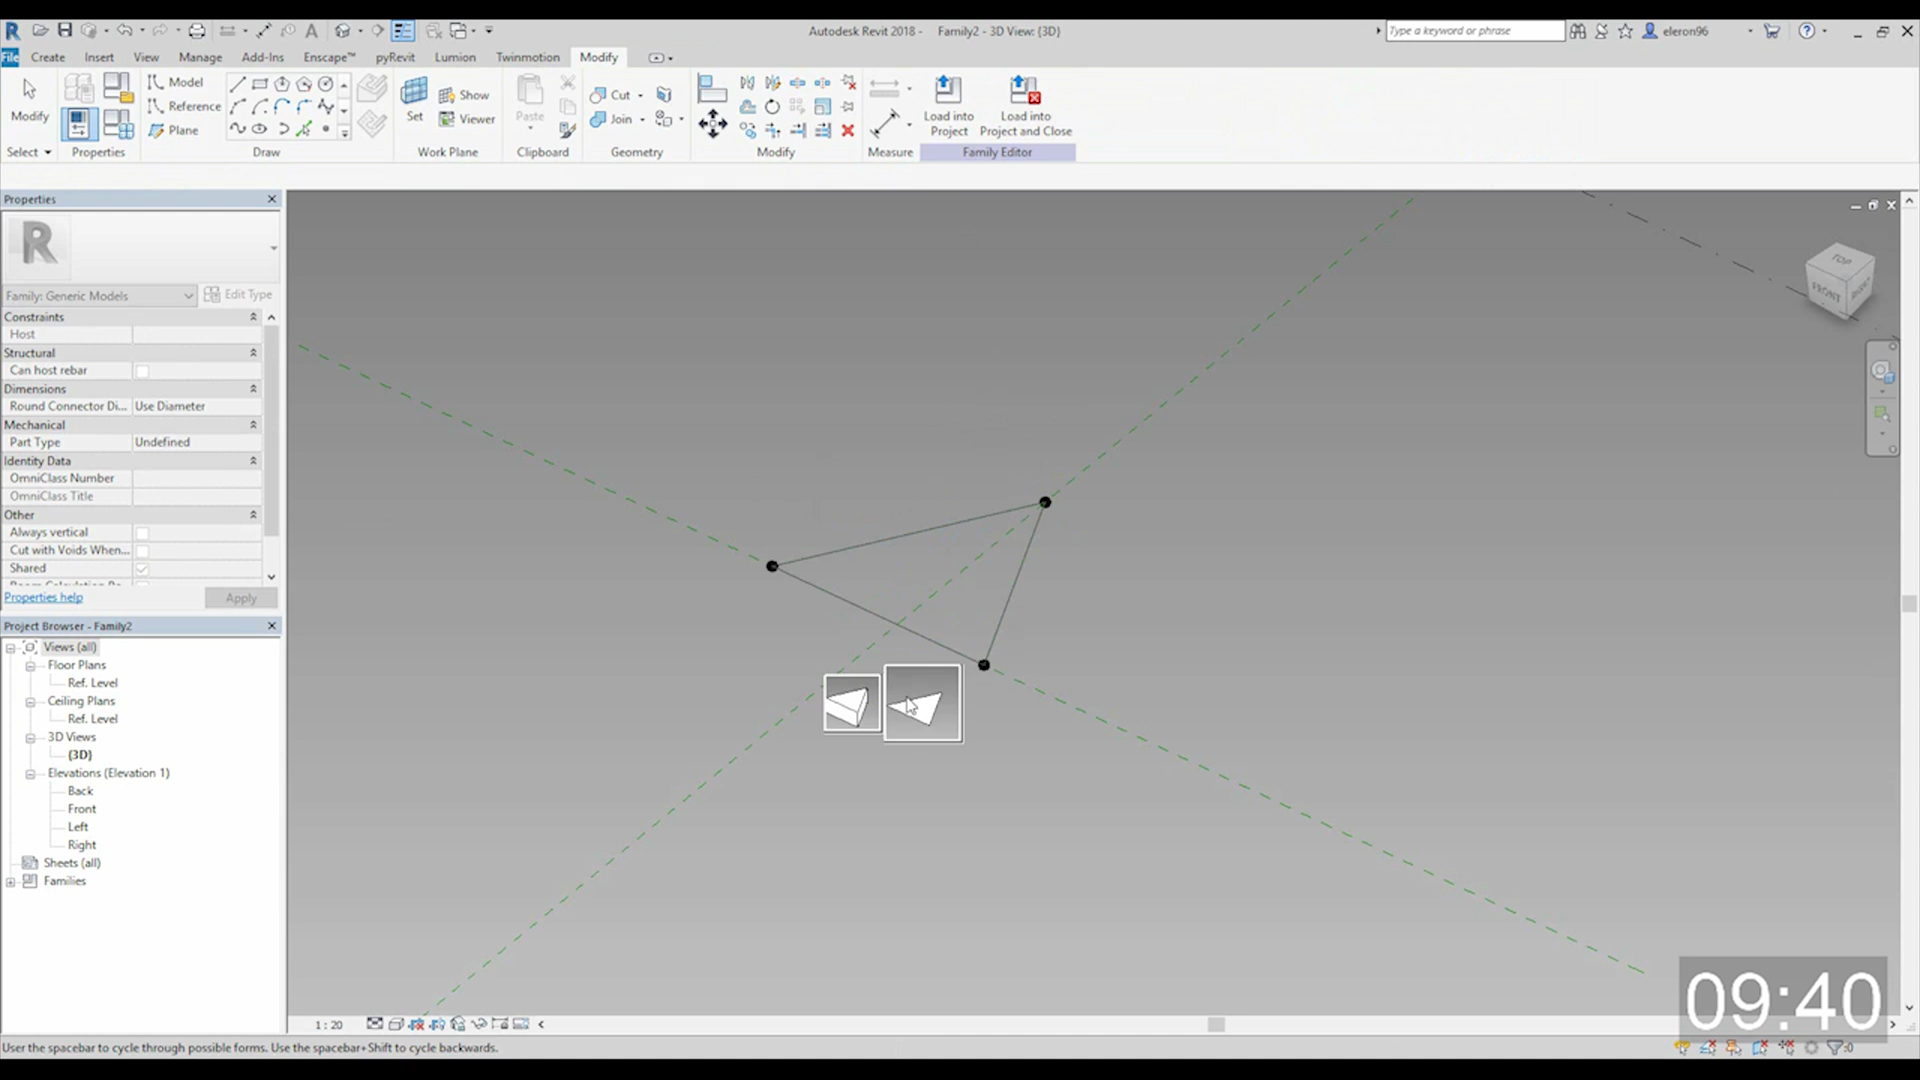 Autodesk Revit 2018 - Family2 - 3D View: {3D}
Type a keyword or phrase
eleron96
File Create Insert View Manage Add-Ins Enscape™ pyRevit Lumion Twinmotion Modify
Modify
Model
Reference
Plane
Set
Show
Viewer
Paste
Cut
Join
Load into
Project
Load into
Project and Close
Select Properties Draw Work Plane Clipboard Geometry Modify Measure Family Editor
Properties
Family: Generic Models
Edit Type
Constraints
Host
Structural
Can host rebar
Dimensions
Round Connector Di... Use Diameter
Mechanical
Part Type Undefined
Identity Data
OmniClass Number
OmniClass Title
Other
Always vertical
Cut with Voids When...
Shared
Properties help
Apply
Project Browser - Family2
Views (all)
Floor Plans
Ref. Level
Ceiling Plans
Ref. Level
3D Views
{3D}
Elevations (Elevation 1)
Back
Front
Left
Right
Sheets (all)
Families
TOP
FRONT
RIGHT
1 : 20
09:40
User the spacebar to cycle through possible forms. Use the spacebar+Shift to cycle backwards.
:0